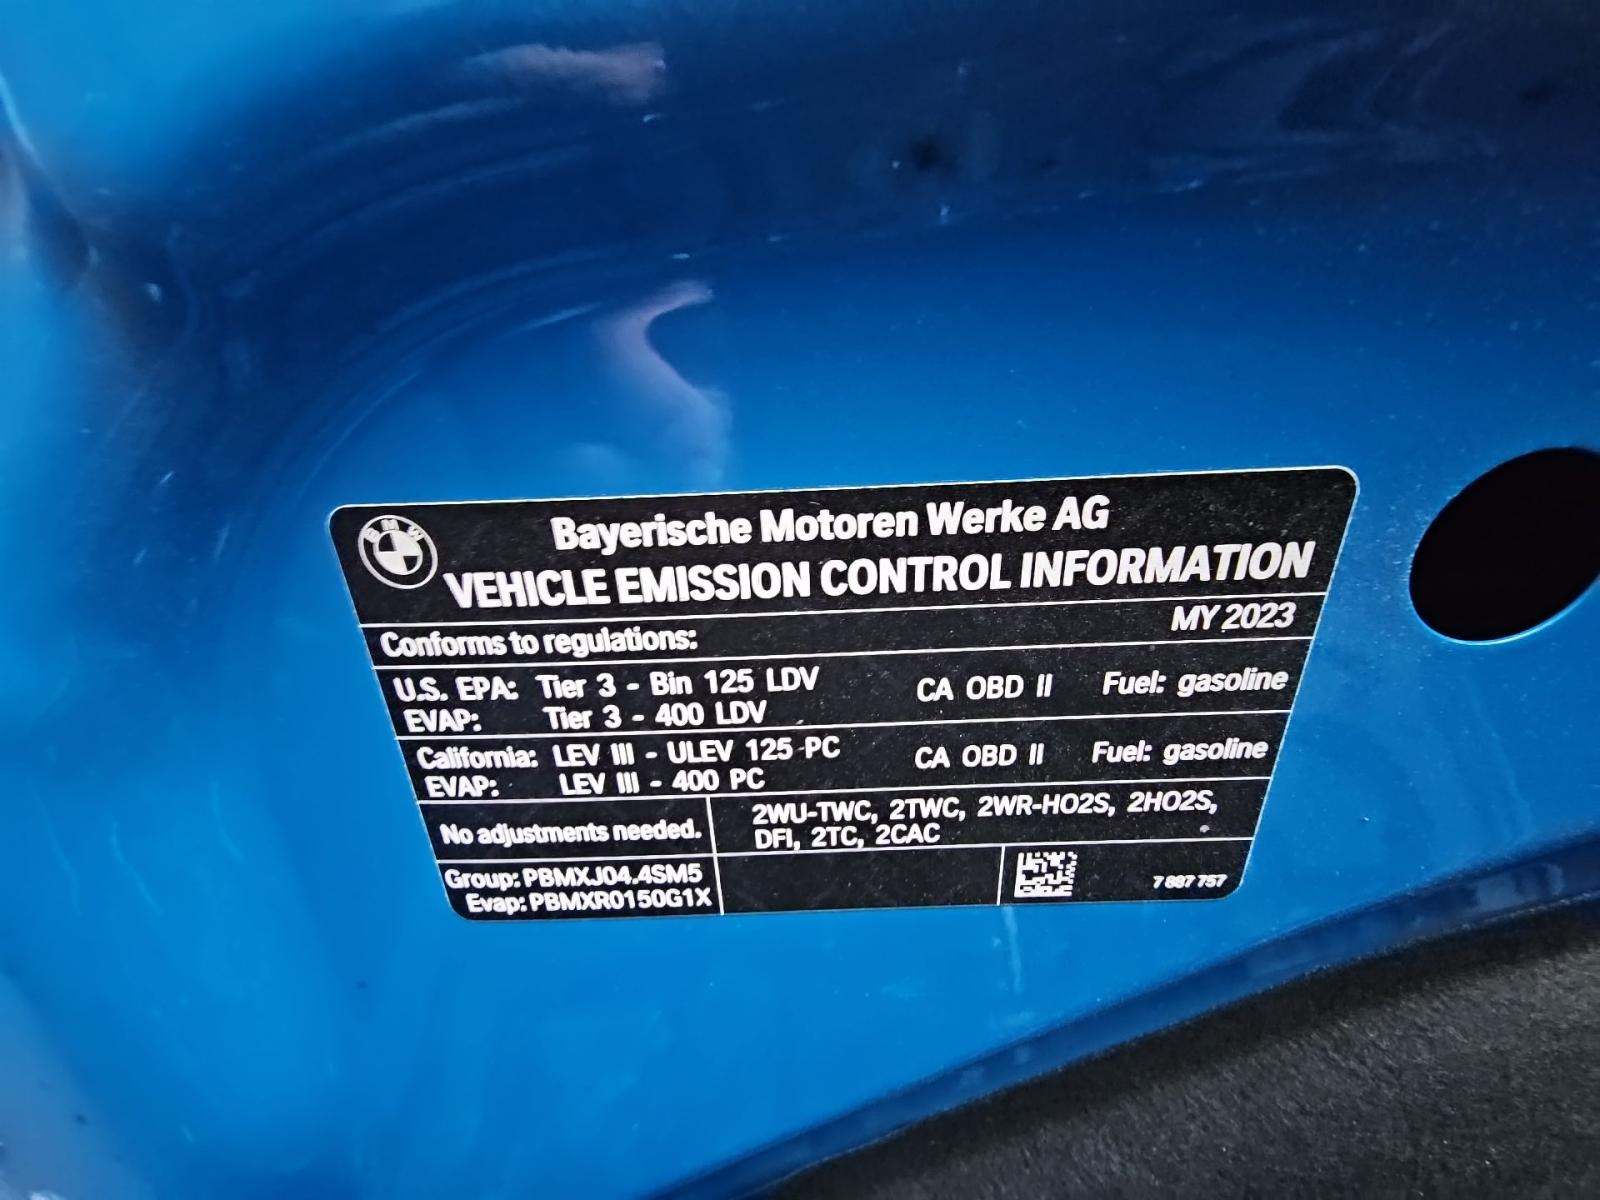 BMW
Bayerische Motoren Werke AG
VEHICLE EMISSION CONTROL INFORMATION
Conforms to regulations: MY 2023
U.S. EPA: Tier 3 - Bin 125 LDV CA OBD II Fuel: gasoline
EVAP: Tier 3 - 400 LDV
California: LEV III - ULEV 125 PC CA OBD II Fuel: gasoline
EVAP: LEV III - 400 PC
No adjustments needed. 2WU-TWC, 2TWC, 2WR-HO2S, 2HO2S,
DFI, 2TC, 2CAC
Group: PBMXJ04.4SM5
Evap: PBMXR0150G1X
7 887 757